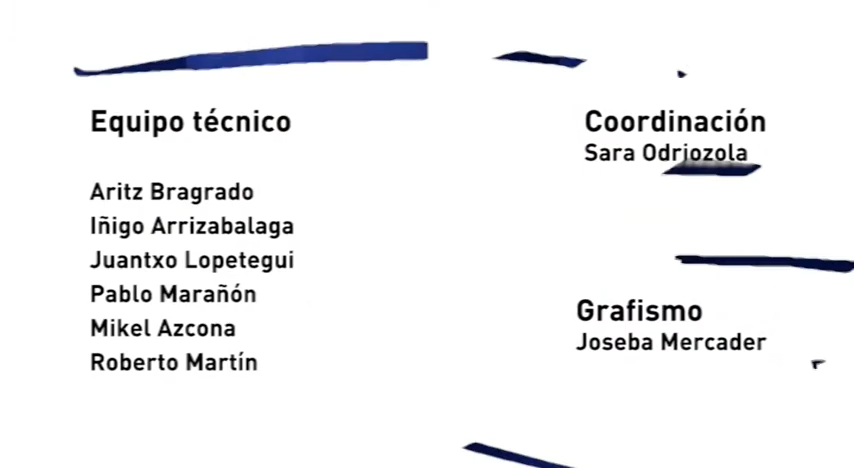 Equipo técnico
Aritz Bragrado
Iñigo Arrizabalaga
Juantxo Lopetegui
Pablo Marañón
Mikel Azcona
Roberto Martín
Coordinación
Sara Odriozola
Grafismo
Joseba Mercader